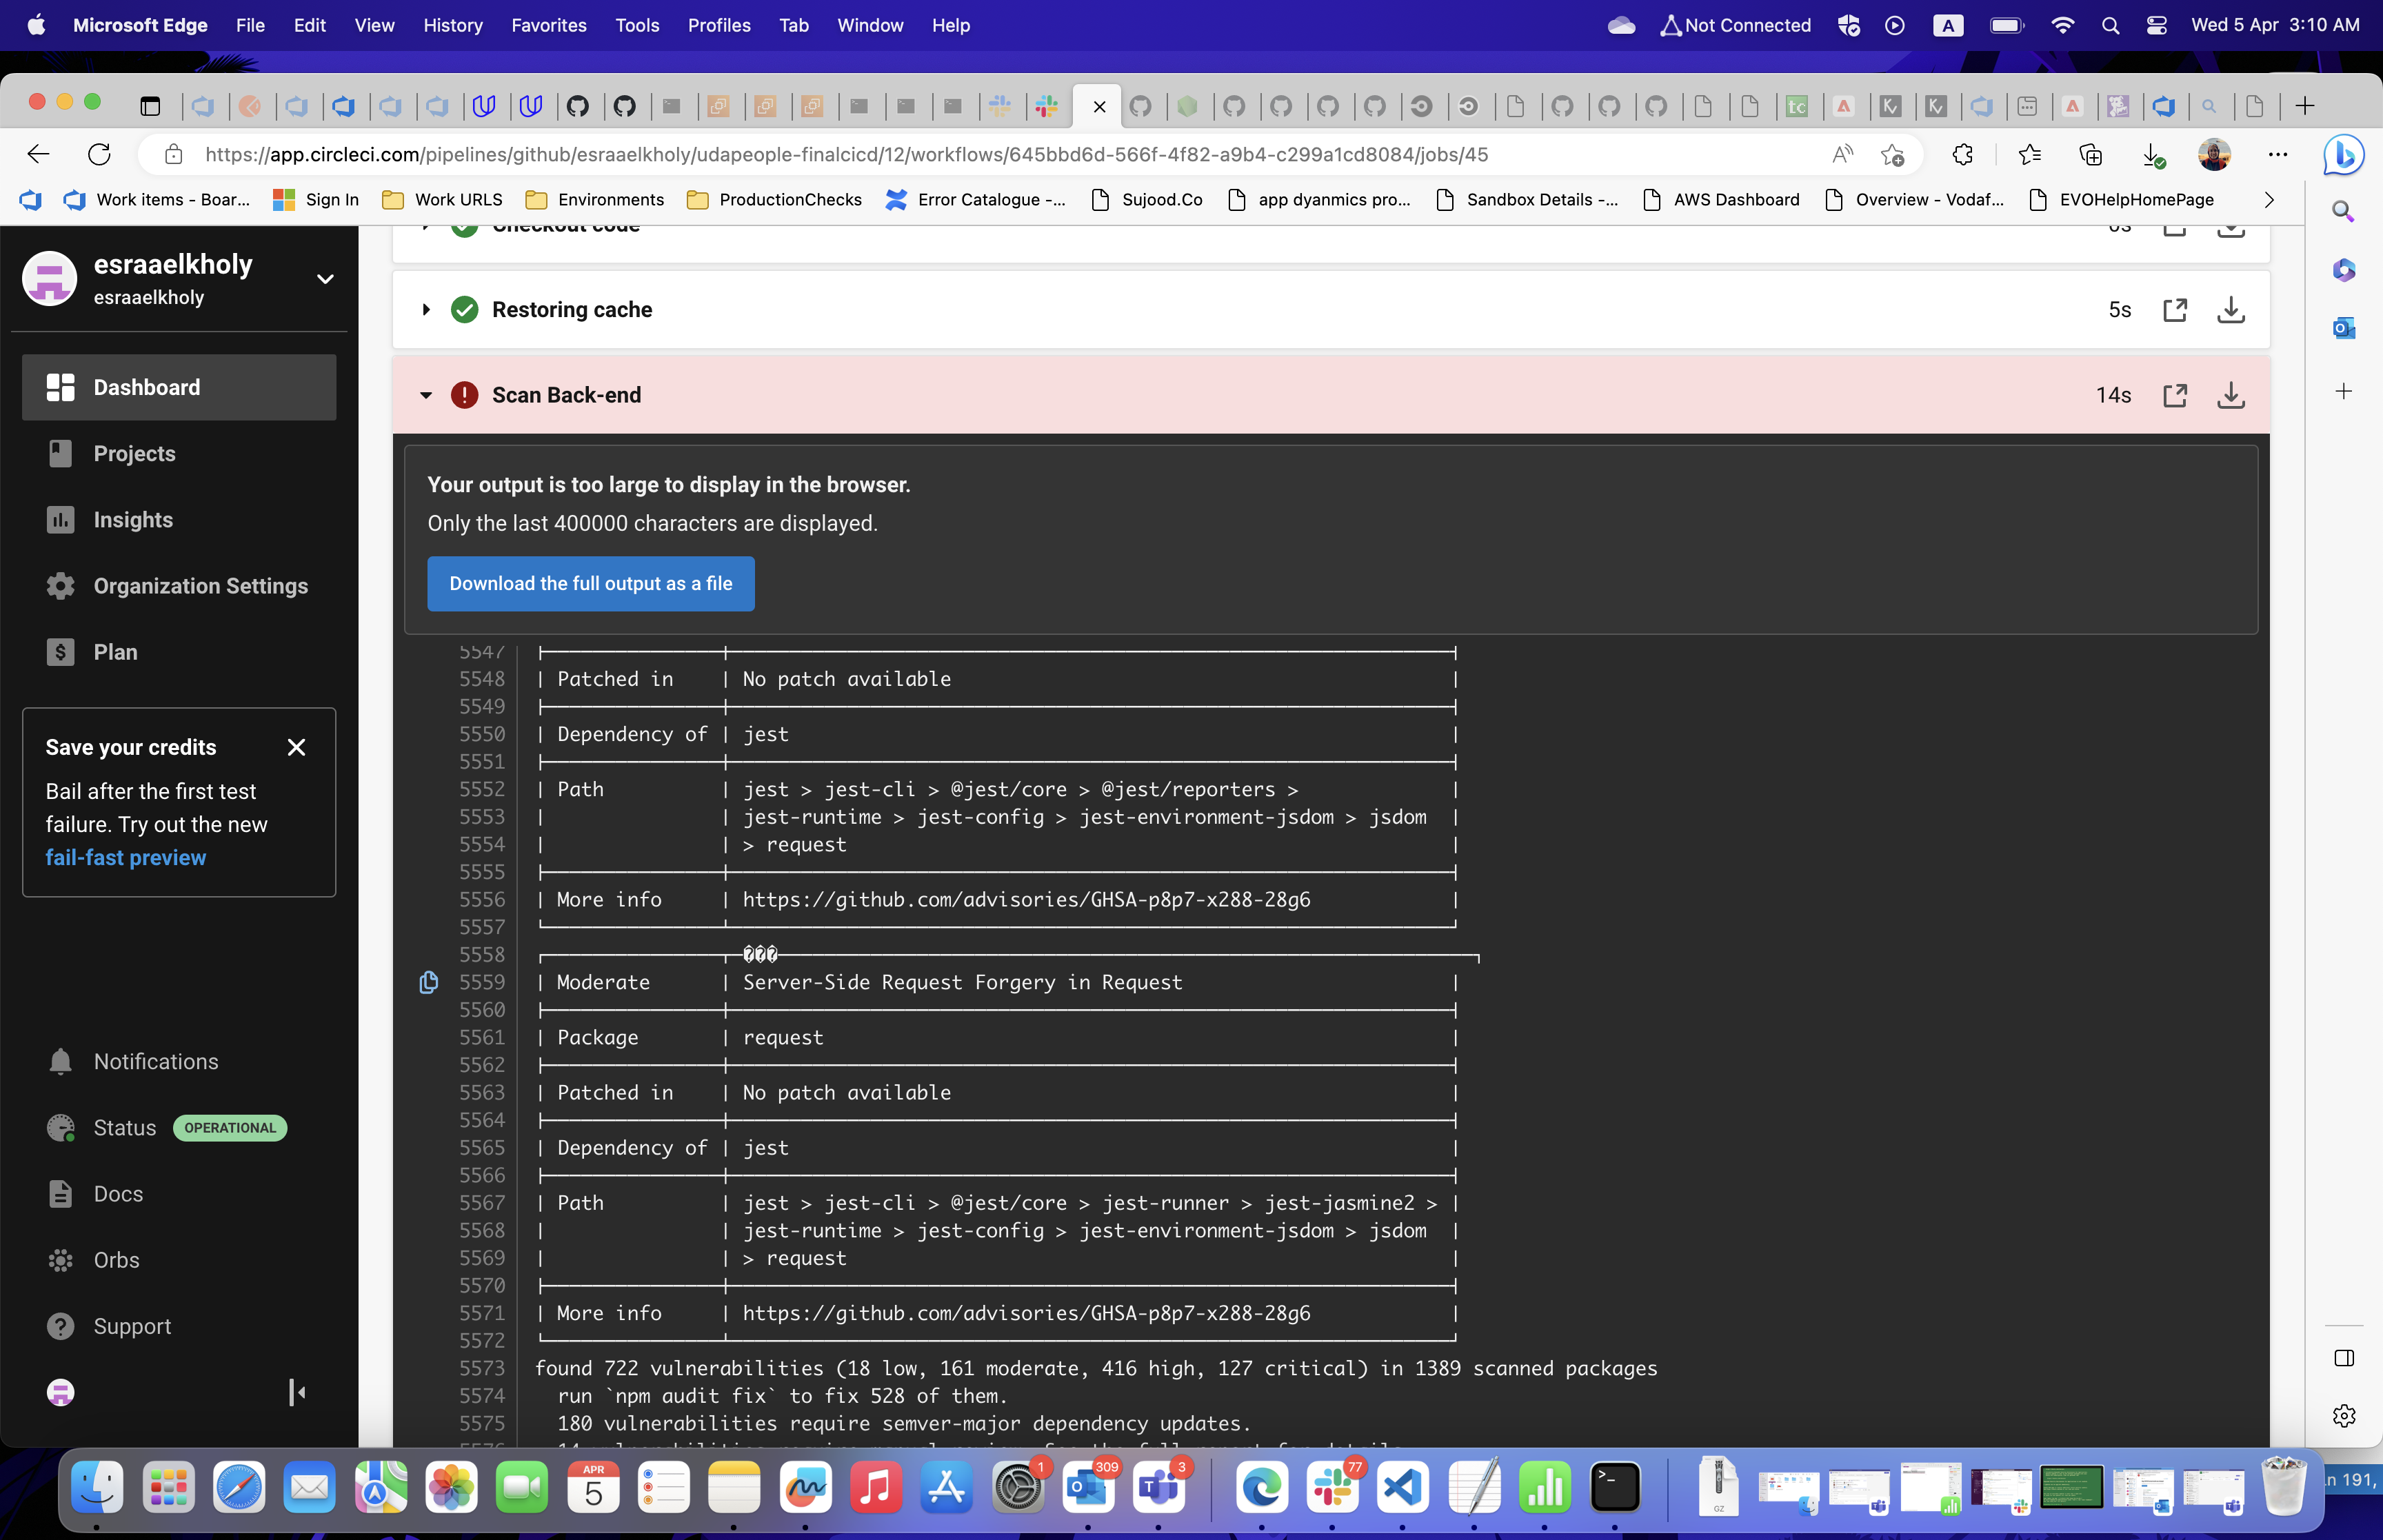 Microsoft Edge File Edit View History Favorites Tools Profiles Tab Window Help Not Connected A Wed 5 Apr 3:10 AM
https://app.circleci.com/pipelines/github/esraaelkholy/udapeople-finalcicd/12/workflows/645bbd6d-566f-4f82-a9b4-c299a1cd8084/jobs/45
Work items - Boar... Sign In Work URLS Environments ProductionChecks Error Catalogue -... Sujood.Co app dyanmics pro... Sandbox Details -... AWS Dashboard Overview - Vodaf... EVOHelpHomePage
esraaelkholy
esraaelkholy
Dashboard
Projects
Insights
Organization Settings
Plan
Save your credits
Bail after the first test
failure. Try out the new
fail-fast preview
Notifications
Status OPERATIONAL
Docs
Orbs
Support
Checkout code 0s
Restoring cache 5s
Scan Back-end 14s
Your output is too large to display in the browser.
Only the last 400000 characters are displayed.
Download the full output as a file
5547
5548 | Patched in | No patch available |
5549
5550 | Dependency of | jest |
5551
5552 | Path | jest > jest-cli > @jest/core > @jest/reporters > |
5553 | | jest-runtime > jest-config > jest-environment-jsdom > jsdom |
5554 | | > request |
5555
5556 | More info | https://github.com/advisories/GHSA-p8p7-x288-28g6 |
5557
5558 ���
5559 | Moderate | Server-Side Request Forgery in Request |
5560
5561 | Package | request |
5562
5563 | Patched in | No patch available |
5564
5565 | Dependency of | jest |
5566
5567 | Path | jest > jest-cli > @jest/core > jest-runner > jest-jasmine2 > |
5568 | | jest-runtime > jest-config > jest-environment-jsdom > jsdom |
5569 | | > request |
5570
5571 | More info | https://github.com/advisories/GHSA-p8p7-x288-28g6 |
5572
5573 found 722 vulnerabilities (18 low, 161 moderate, 416 high, 127 critical) in 1389 scanned packages
5574 run `npm audit fix` to fix 528 of them.
5575 180 vulnerabilities require semver-major dependency updates.
APR
5
1
309
3
77
GZ